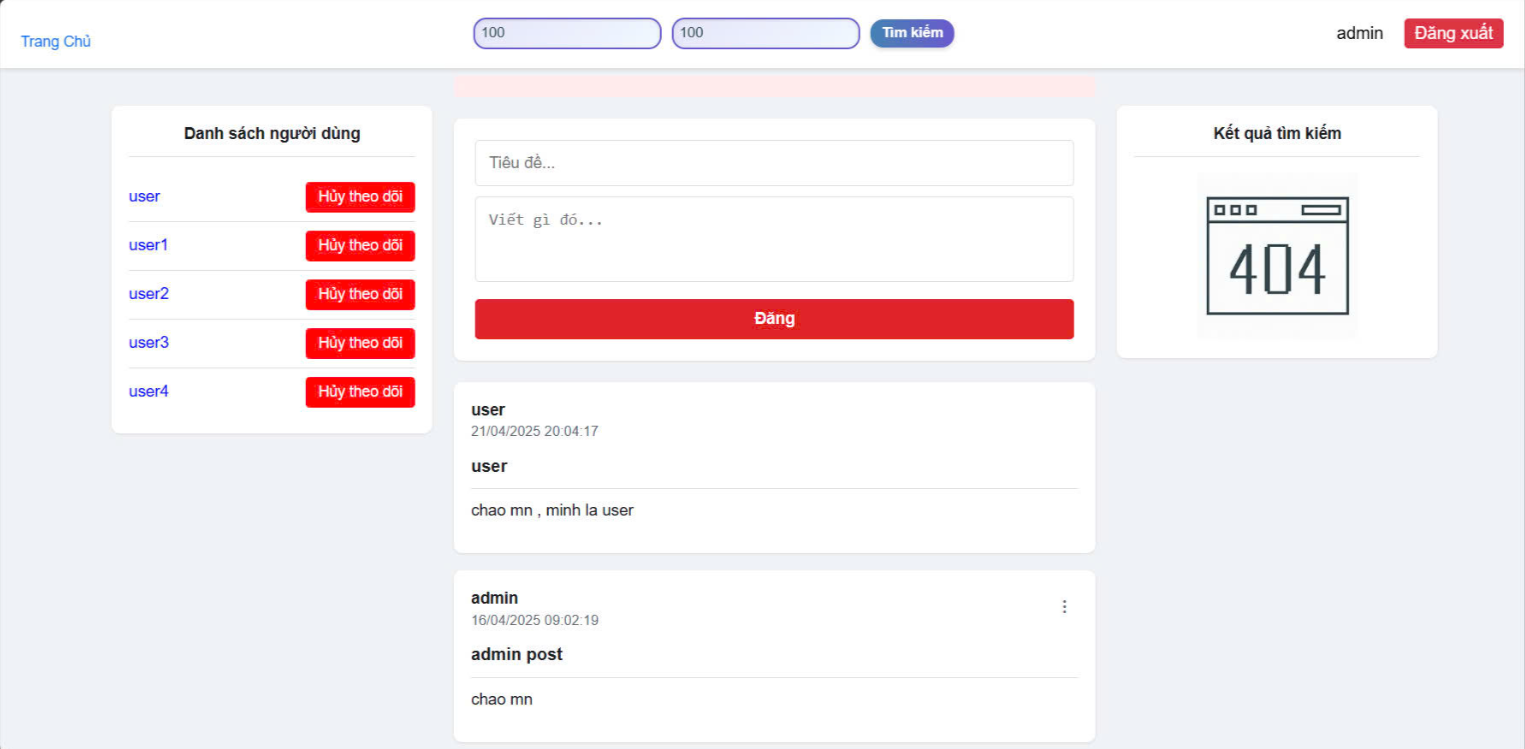 Trang Chủ
100
100
Tìm kiếm
admin
Đăng xuất
Danh sách người dùng
user
Hủy theo dõi
user1
Hủy theo dõi
user2
Hủy theo dõi
user3
Hủy theo dõi
user4
Hủy theo dõi
Tiêu đề...
Viết gì đó...
Đăng
user
21/04/2025 20:04:17
user
chao mn , minh la user
admin
16/04/2025 09:02:19
admin post
chao mn
Kết quả tìm kiếm
404